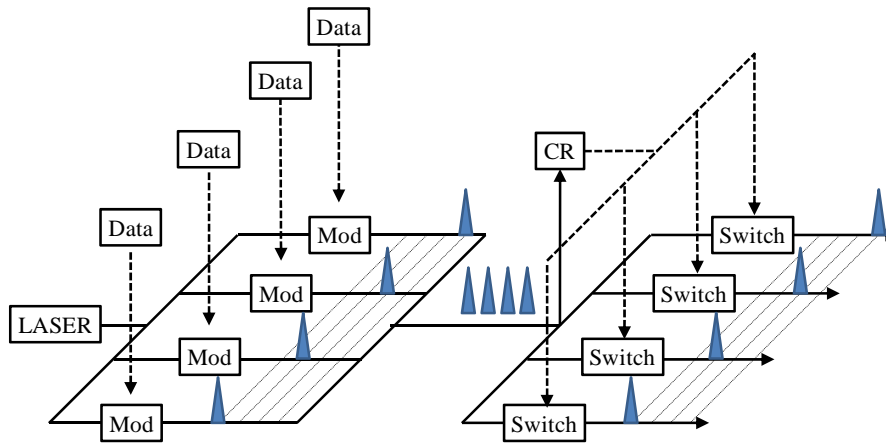 Data
Data
CR
Data
Data
Mod
Switch
Mod
Switch
LASER
Mod
Switch
Mod
Switch